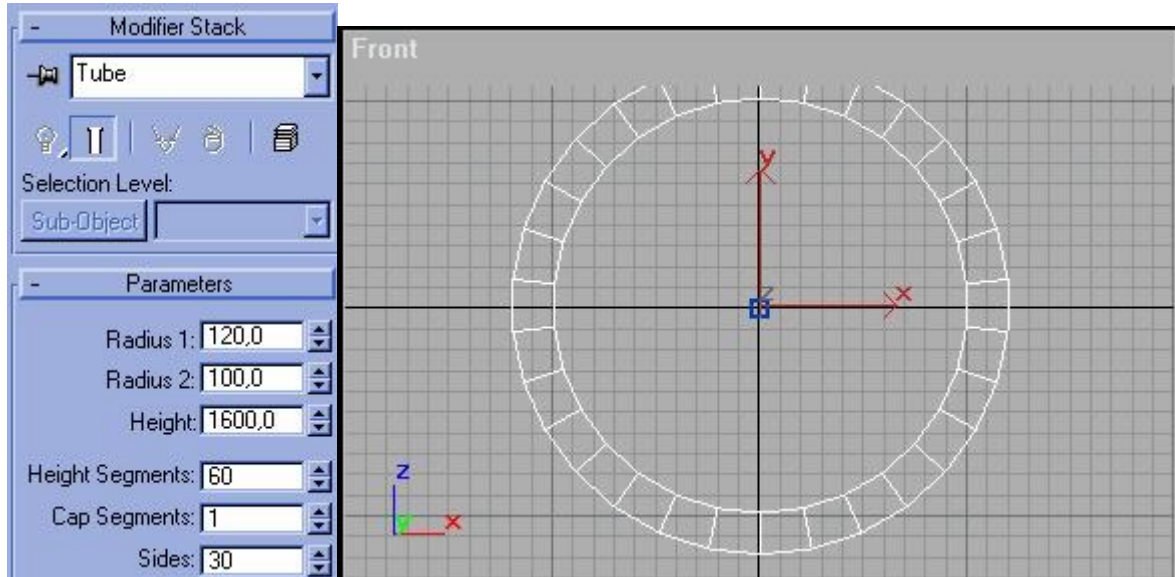 - Modifier Stack
Tube
Selection Level:
Sub-Object
- Parameters
Radius 1: 120,0
Radius 2: 100,0
Height: 1600,0
Height Segments: 60
Cap Segments: 1
Sides: 30
Front
y
x
z
z
y
x